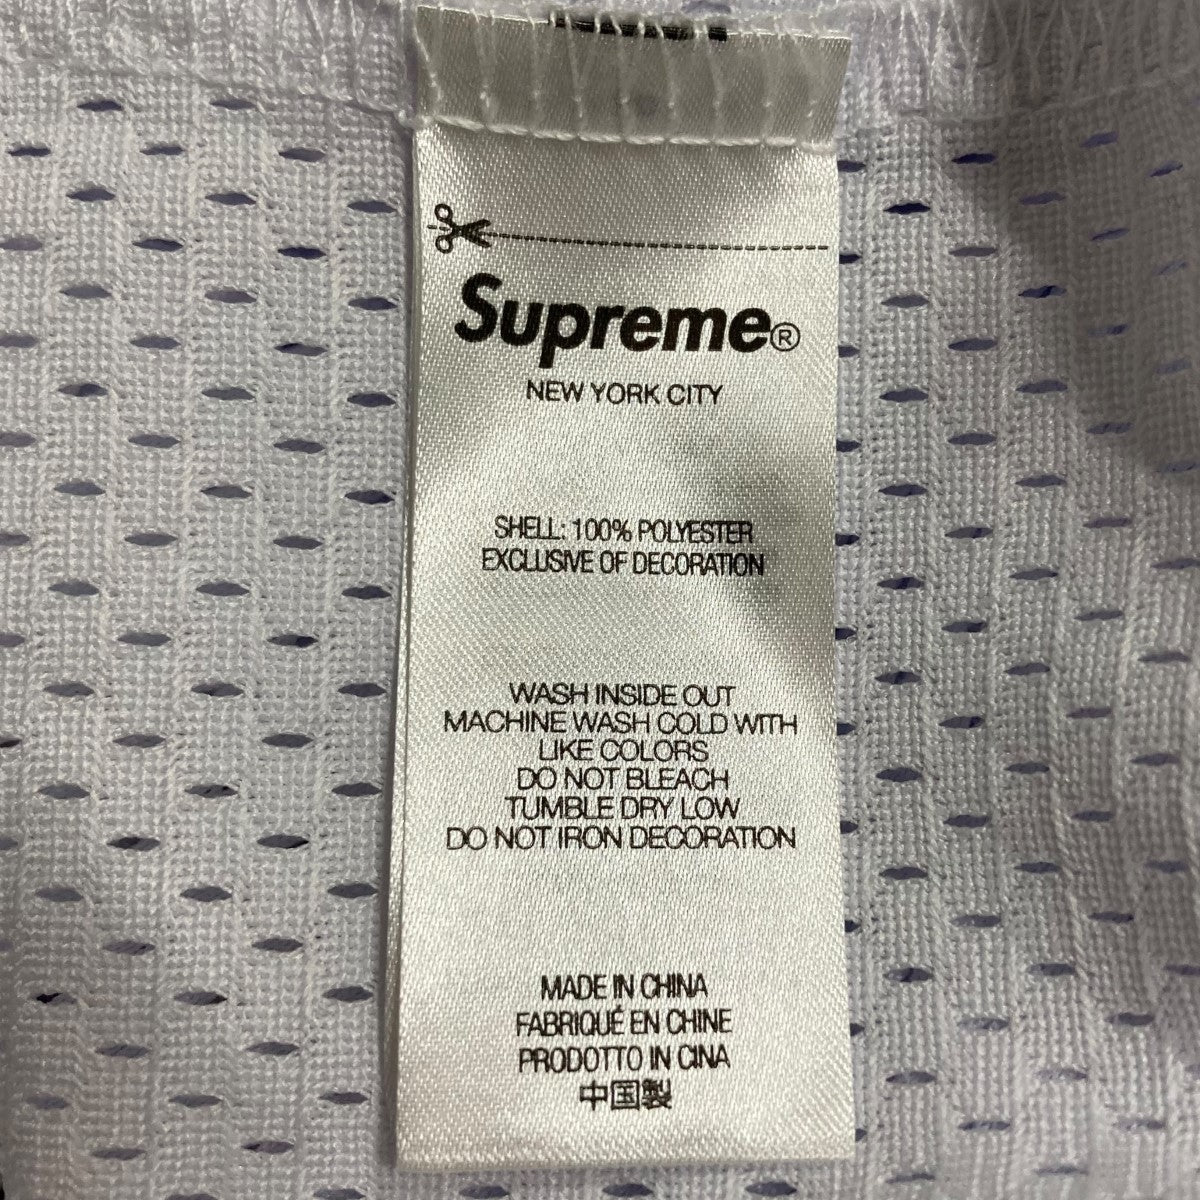 Supreme®
NEW YORK CITY
SHELL: 100% POLYESTER
EXCLUSIVE OF DECORATION
WASH INSIDE OUT
MACHINE WASH COLD WITH
LIKE COLORS
DO NOT BLEACH
TUMBLE DRY LOW
DO NOT IRON DECORATION
MADE IN CHINA
FABRIQUÉ EN CHINE
PRODOTTO IN CINA
中国製